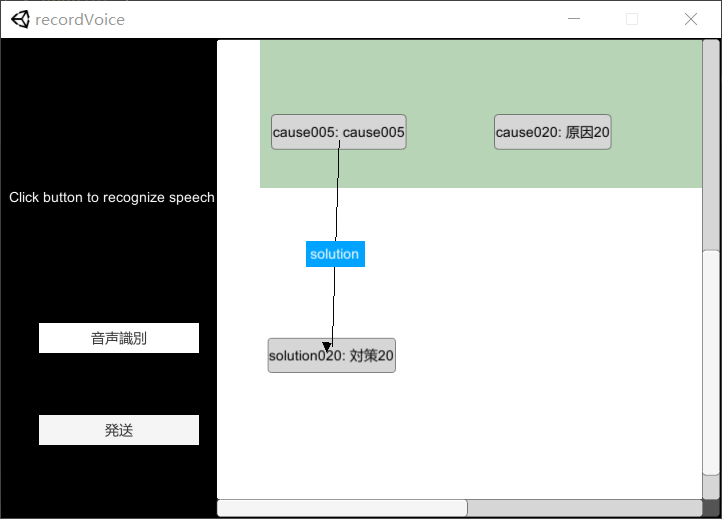 recordVoice
cause005: cause005
cause020: 原因20
Click button to recognize speech
solution
音声識別
solution020: 対策20
発送